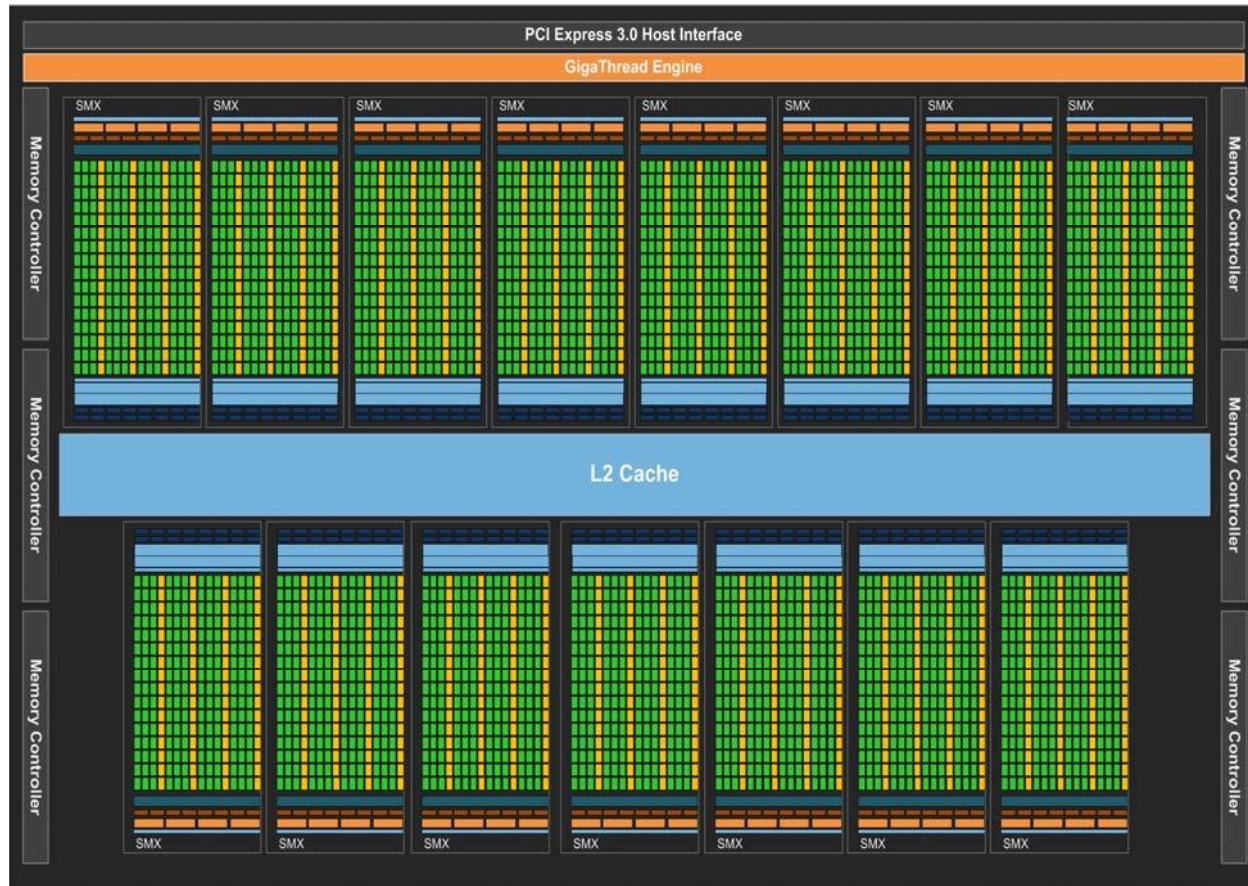 PCI Express 3.0 Host Interface
GigaThread Engine
SMX SMX SMX SMX SMX SMX SMX SMX
Memory Controller
Memory Controller
Memory Controller
Memory Controller
L2 Cache
Memory Controller
Memory Controller
SMX SMX SMX SMX SMX SMX SMX